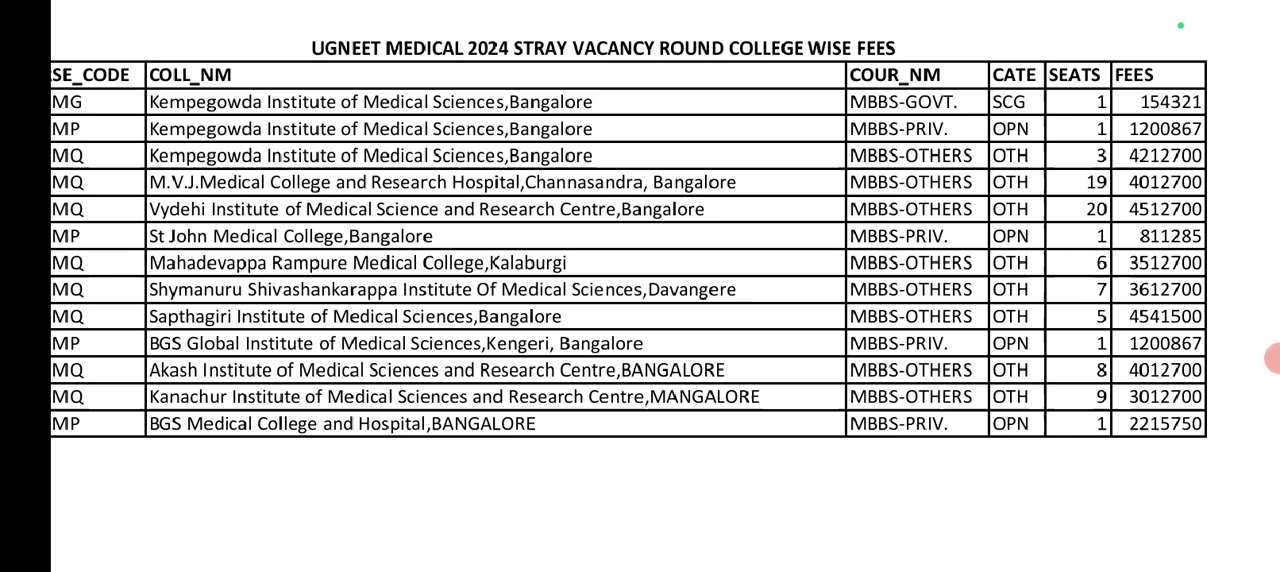 UGNEET MEDICAL 2024 STRAY VACANCY ROUND COLLEGE WISE FEES
SE_CODE COLL_NM COUR_NM CATE SEATS FEES
MG Kempegowda Institute of Medical Sciences,Bangalore MBBS-GOVT. SCG 1 154321
MP Kempegowda Institute of Medical Sciences,Bangalore MBBS-PRIV. OPN 1 1200867
MQ Kempegowda Institute of Medical Sciences,Bangalore MBBS-OTHERS OTH 3 4212700
MQ M.V.J.Medical College and Research Hospital,Channasandra, Bangalore MBBS-OTHERS OTH 19 4012700
MQ Vydehi Institute of Medical Science and Research Centre,Bangalore MBBS-OTHERS OTH 20 4512700
MP St John Medical College,Bangalore MBBS-PRIV. OPN 1 811285
MQ Mahadevappa Rampure Medical College,Kalaburgi MBBS-OTHERS OTH 6 3512700
MQ Shymanuru Shivashankarappa Institute Of Medical Sciences,Davangere MBBS-OTHERS OTH 7 3612700
MQ Sapthagiri Institute of Medical Sciences,Bangalore MBBS-OTHERS OTH 5 4541500
MP BGS Global Institute of Medical Sciences,Kengeri, Bangalore MBBS-PRIV. OPN 1 1200867
MQ Akash Institute of Medical Sciences and Research Centre,BANGALORE MBBS-OTHERS OTH 8 4012700
MQ Kanachur Institute of Medical Sciences and Research Centre,MANGALORE MBBS-OTHERS OTH 9 3012700
MP BGS Medical College and Hospital,BANGALORE MBBS-PRIV. OPN 1 2215750